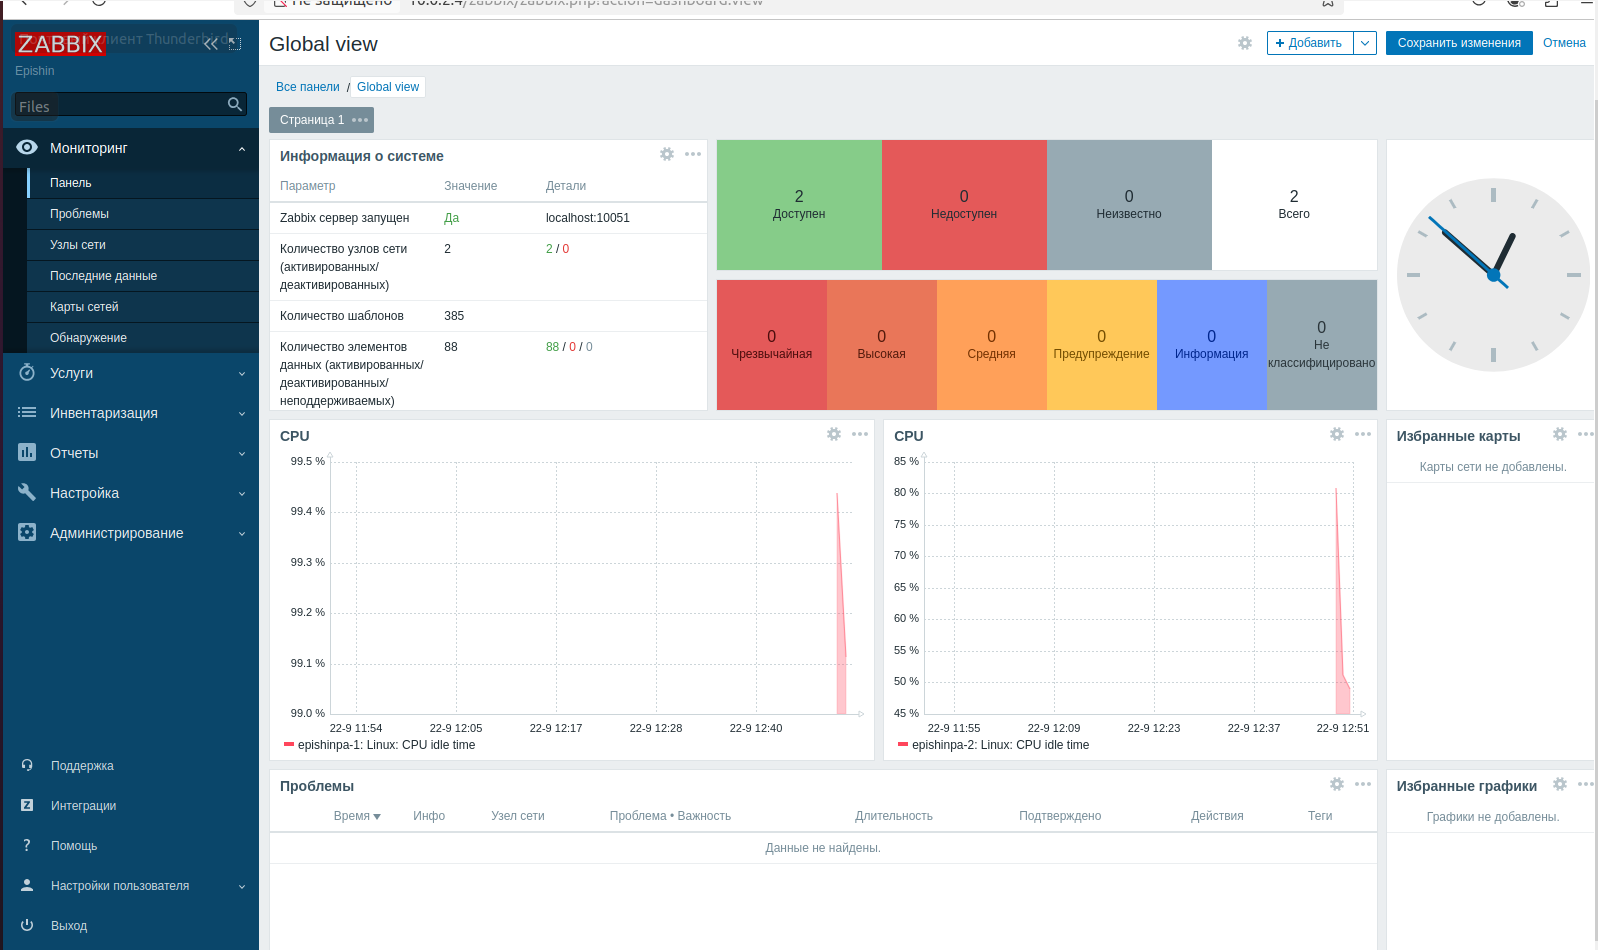 Не защищено 10.0.2.4/zabbix/zabbix.php?action=dashboard.view
ZABBIX
Epishin
Files
Мониторинг
Панель
Проблемы
Узлы сети
Последние данные
Карты сетей
Обнаружение
Услуги
Инвентаризация
Отчеты
Настройка
Администрирование
Поддержка
Интеграции
Помощь
Настройки пользователя
Выход
Global view
Добавить
Сохранить изменения
Отмена
Все панели / Global view
Страница 1
Информация о системе
Параметр Значение Детали
Zabbix сервер запущен Да localhost:10051
Количество узлов сети (активированных/деактивированных) 2 2 / 0
Количество шаблонов 385
Количество элементов данных (активированных/деактивированных/неподдерживаемых) 88 88 / 0 / 0
2 Доступен
0 Недоступен
0 Неизвестно
2 Всего
0 Чрезвычайная
0 Высокая
0 Средняя
0 Предупреждение
0 Информация
0 Не классифицировано
CPU
99.5 %
99.4 %
99.3 %
99.2 %
99.1 %
99.0 %
22-9 11:54 22-9 12:05 22-9 12:17 22-9 12:28 22-9 12:40
epishinpa-1: Linux: CPU idle time
CPU
85 %
80 %
75 %
70 %
65 %
60 %
55 %
50 %
45 %
22-9 11:55 22-9 12:09 22-9 12:23 22-9 12:37 22-9 12:51
epishinpa-2: Linux: CPU idle time
Избранные карты
Карты сети не добавлены.
Проблемы
Время Инфо Узел сети Проблема • Важность Длительность Подтверждено Действия Теги
Данные не найдены.
Избранные графики
Графики не добавлены.